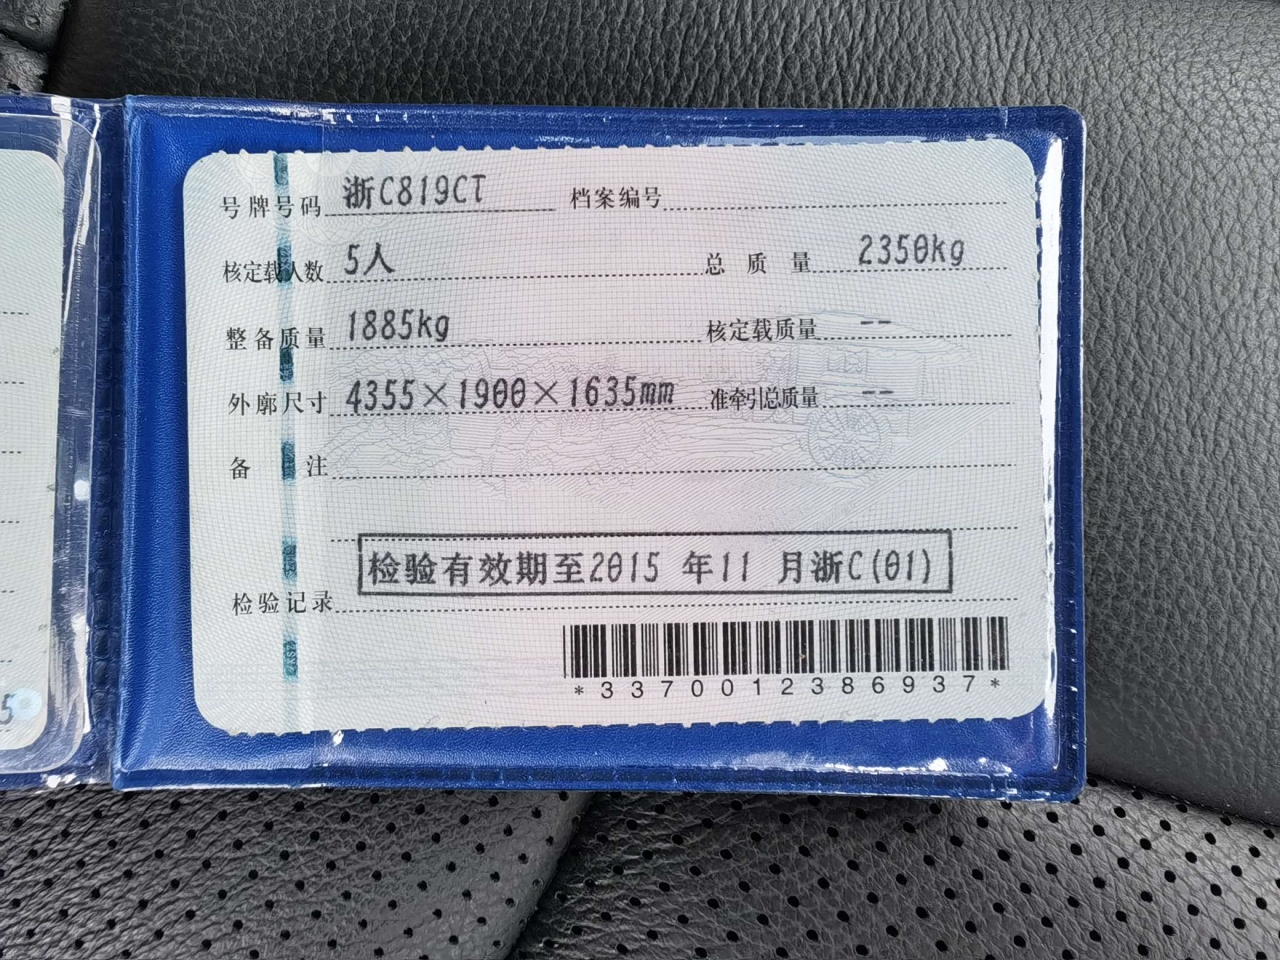 号牌号码 浙C819CT 档案编号
核定载人数 5人 总质量 2350kg
整备质量 1885kg 核定载质量 --
外廓尺寸 4355×1900×1635mm 准牵引总质量 --
备注
检验有效期至2015 年11 月浙C(01)
检验记录
*3370012386937*
5